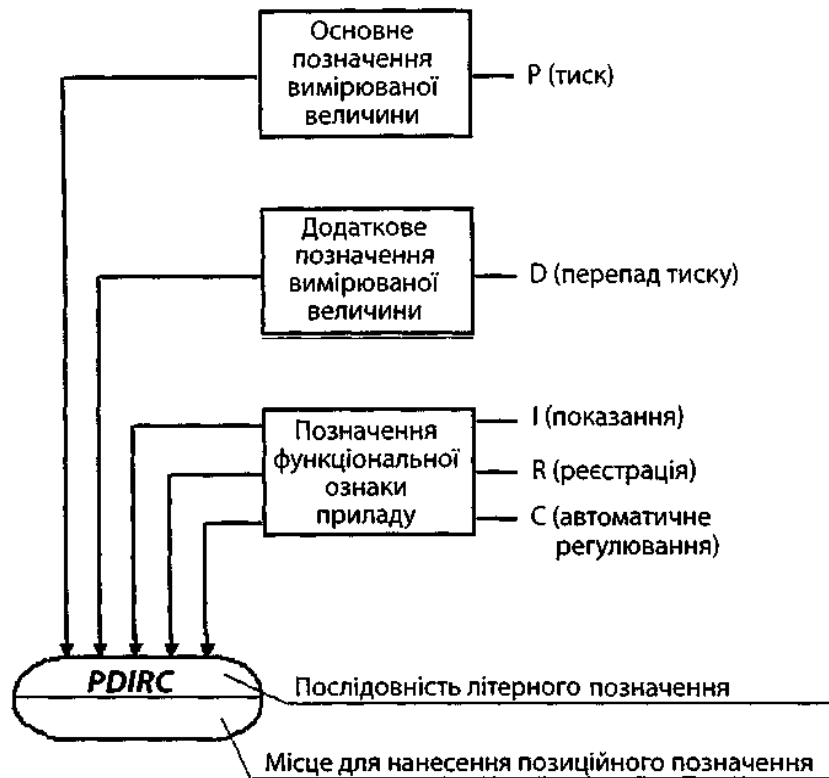 Основне
позначення
вимірюваної
величини
P (тиск)
Додаткове
позначення
вимірюваної
величини
D (перепад тиску)
Позначення
функціональної
ознаки
приладу
I (показання)
R (реєстрація)
C (автоматичне
регулювання)
PDIRC
Послідовність літерного позначення
Місце для нанесення позиційного позначення